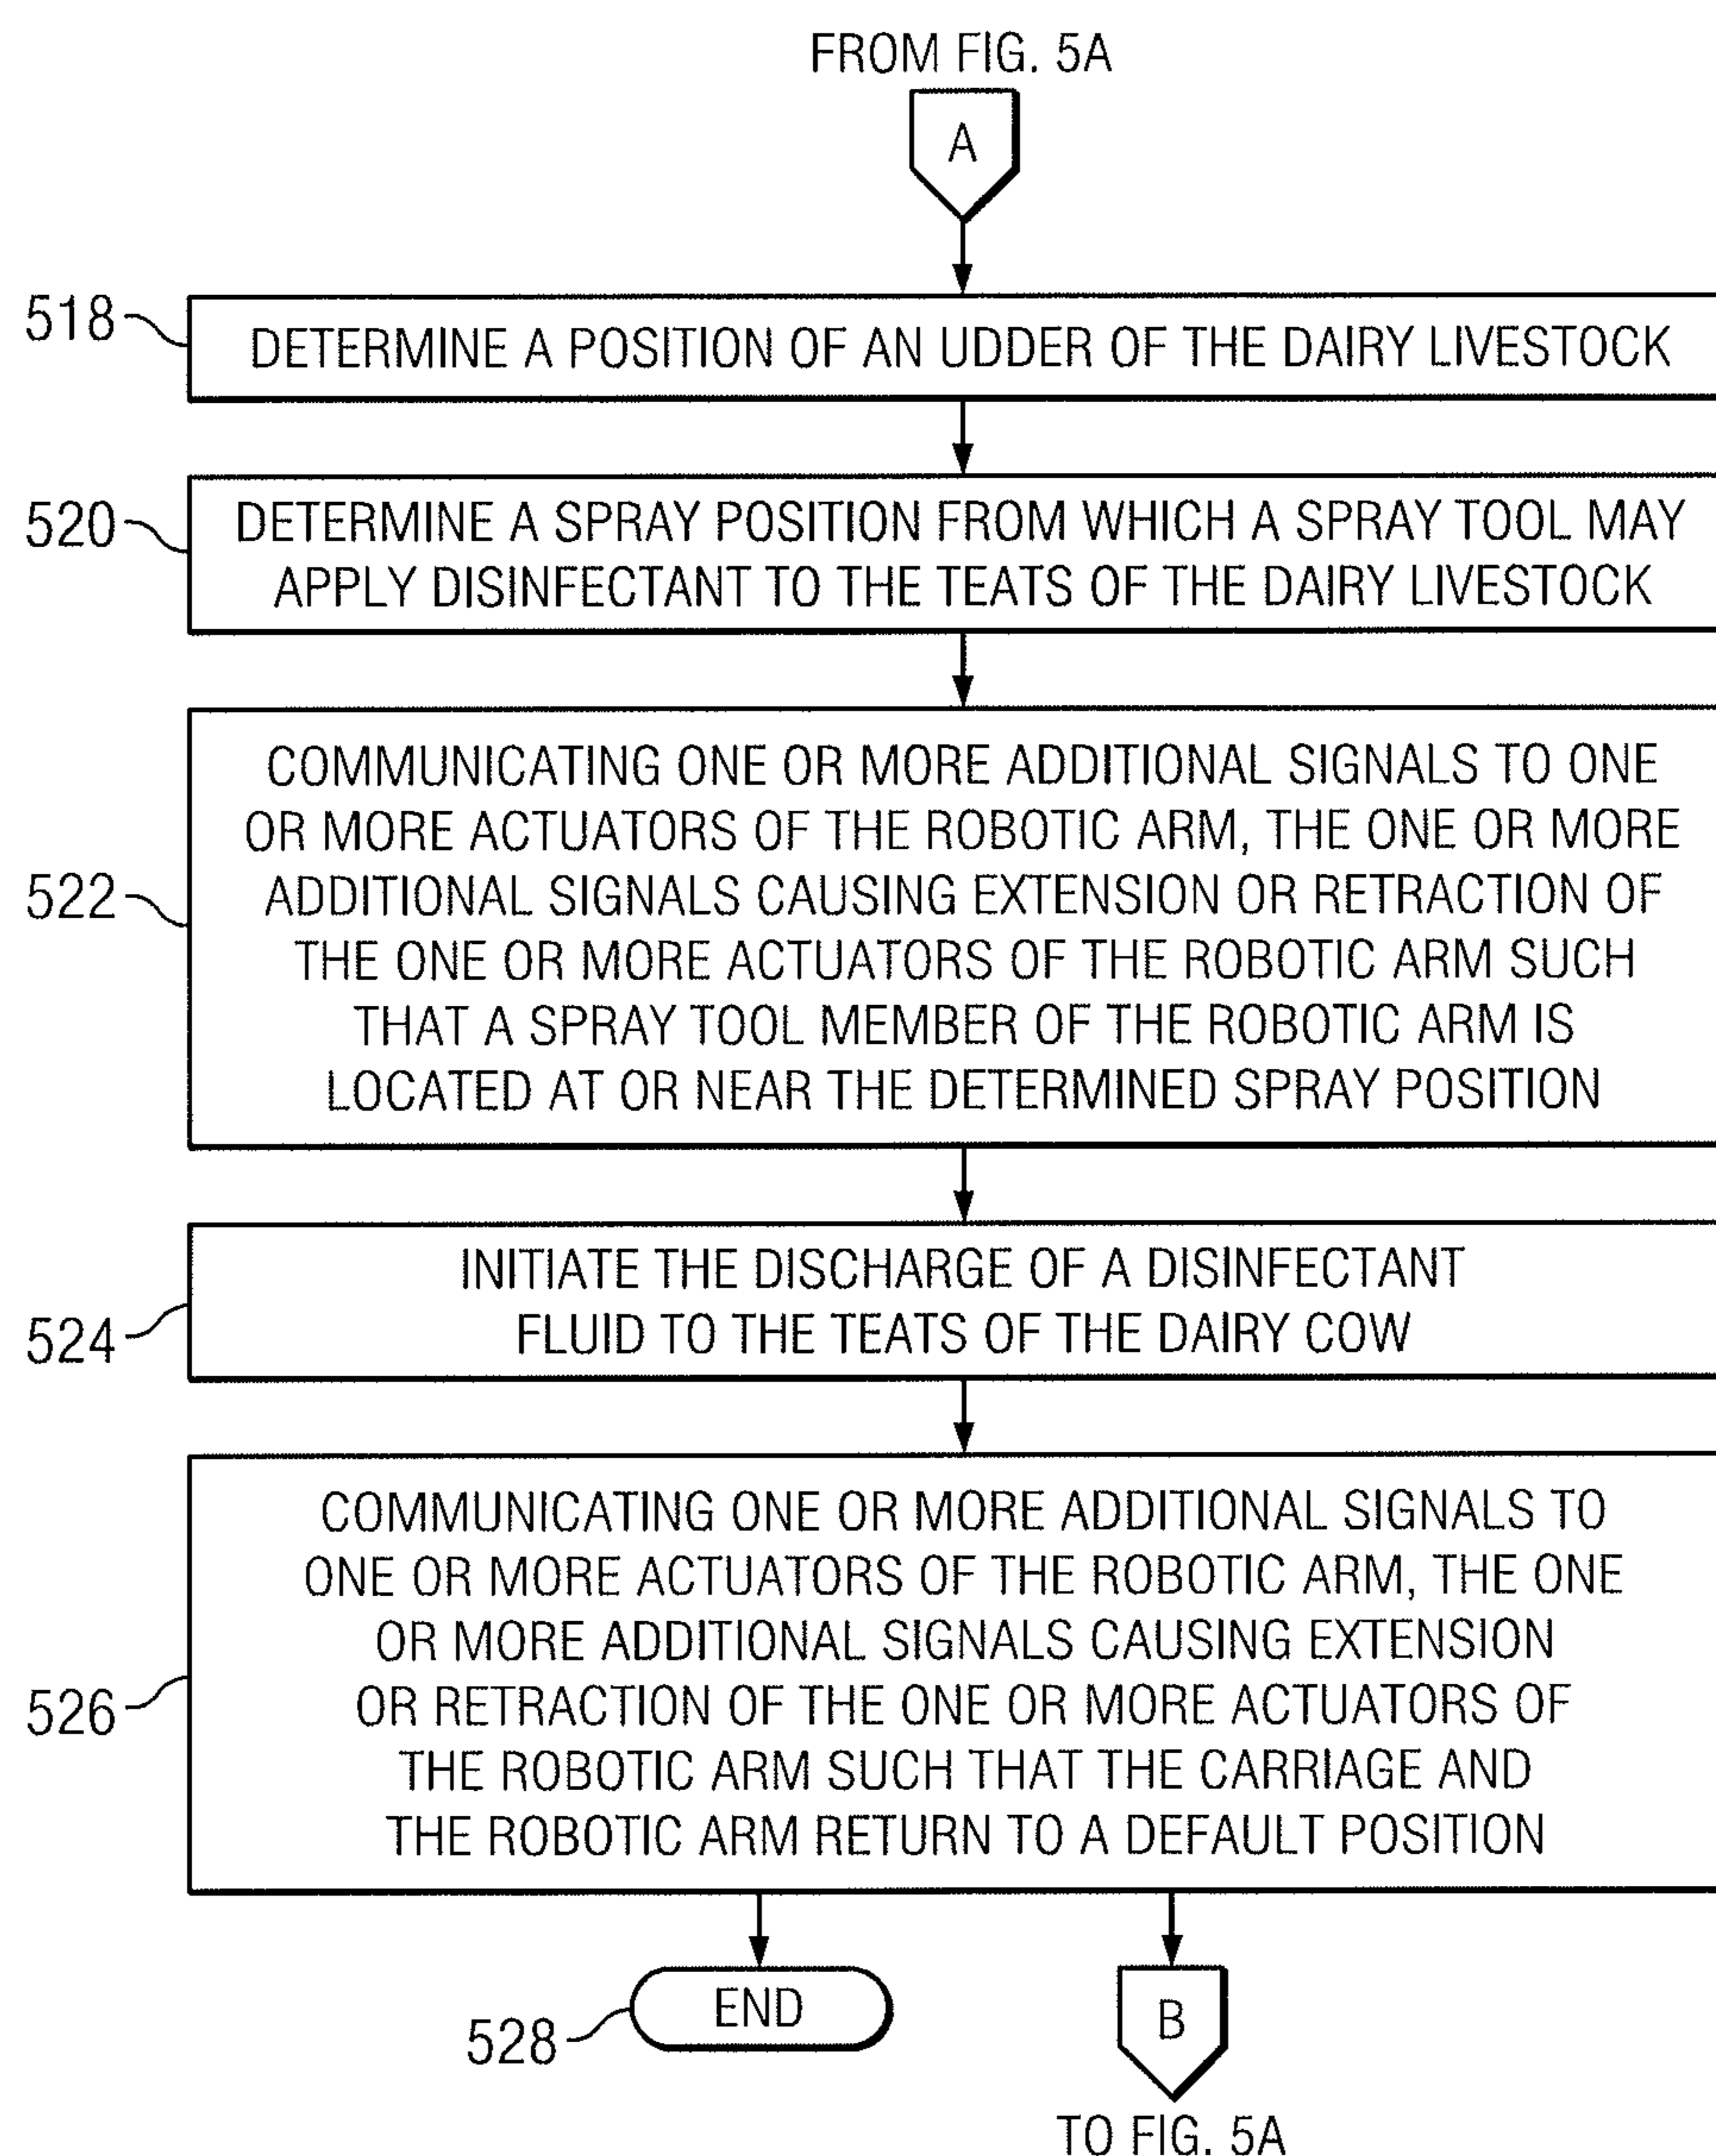 FROM FIG. 5A
A
518
DETERMINE A POSITION OF AN UDDER OF THE DAIRY LIVESTOCK
520
DETERMINE A SPRAY POSITION FROM WHICH A SPRAY TOOL MAY
APPLY DISINFECTANT TO THE TEATS OF THE DAIRY LIVESTOCK
522
COMMUNICATING ONE OR MORE ADDITIONAL SIGNALS TO ONE
OR MORE ACTUATORS OF THE ROBOTIC ARM, THE ONE OR MORE
ADDITIONAL SIGNALS CAUSING EXTENSION OR RETRACTION OF
THE ONE OR MORE ACTUATORS OF THE ROBOTIC ARM SUCH
THAT A SPRAY TOOL MEMBER OF THE ROBOTIC ARM IS
LOCATED AT OR NEAR THE DETERMINED SPRAY POSITION
524
INITIATE THE DISCHARGE OF A DISINFECTANT
FLUID TO THE TEATS OF THE DAIRY COW
526
COMMUNICATING ONE OR MORE ADDITIONAL SIGNALS TO
ONE OR MORE ACTUATORS OF THE ROBOTIC ARM, THE ONE
OR MORE ADDITIONAL SIGNALS CAUSING EXTENSION
OR RETRACTION OF THE ONE OR MORE ACTUATORS OF
THE ROBOTIC ARM SUCH THAT THE CARRIAGE AND
THE ROBOTIC ARM RETURN TO A DEFAULT POSITION
528
END
B
TO FIG. 5A